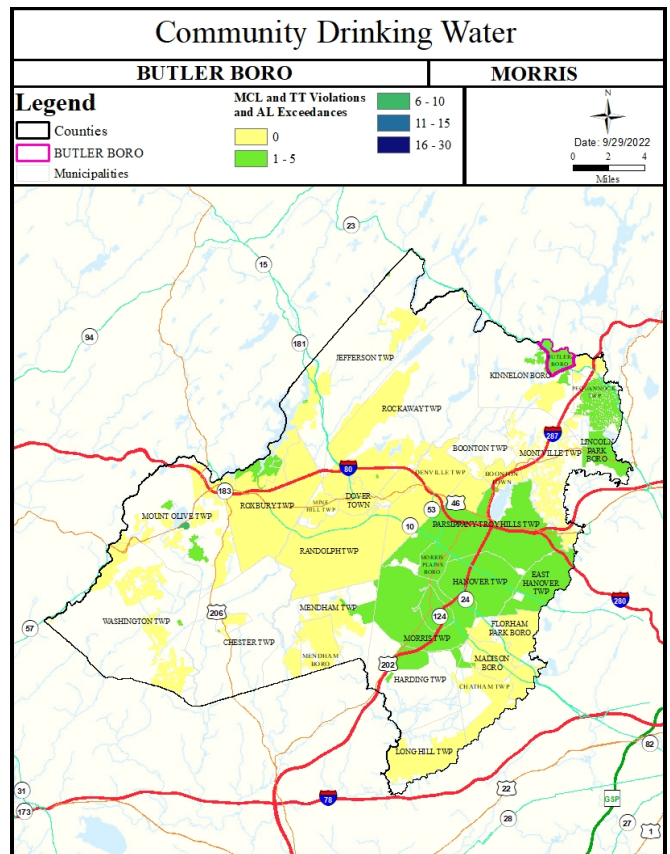 Community Drinking Water
BUTLER BORO
MORRIS
Legend
Counties
BUTLER BORO
Municipalities
MCL and TT Violations
and AL Exceedances
0
1 - 5
6 - 10
11 - 15
16 - 30
N
Date: 9/29/2022
0 2 4
Miles
23
15
94
181
JEFFERSON TWP
BUTLER
BORO
KINNELON BORO
PEQUANNOCK
TWP
ROCKAWAY TWP
287
LINCOLN
PARK
BORO
BOONTON TWP
MONTVILLE TWP
80
DENVILLE TWP
BOONTON
TOWN
183
46
53
MINE
HILL TWP
DOVER
TOWN
ROXBURY TWP
MOUNT OLIVE TWP
10
PARSIPPANY-TROY HILLS TWP
RANDOLPH TWP
MORRIS
PLAINS
BORO
HANOVER TWP
EAST
HANOVER
TWP
24
280
206
MENDHAM TWP
124
57
WASHINGTON TWP
FLORHAM
PARK BORO
CHESTER TWP
MORRIS TWP
MENDHAM
BORO
202
MADISON
BORO
HARDING TWP
CHATHAM TWP
LONG HILL TWP
82
31
173
78
22
GSP
28
27
1